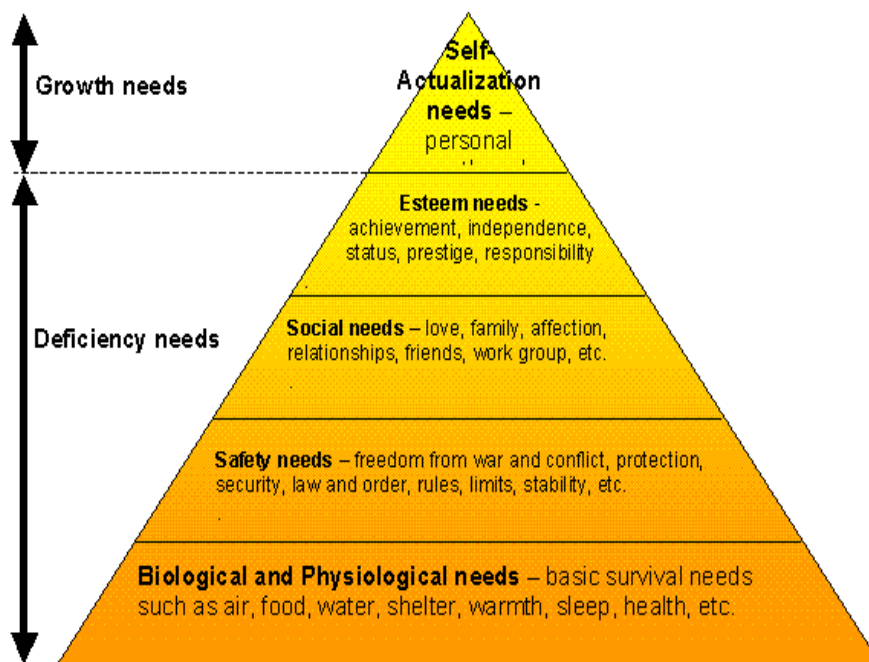 Growth needs
Self-
Actualization
needs –
personal
Esteem needs -
achievement, independence,
status, prestige, responsibility
Deficiency needs
Social needs – love, family, affection,
relationships, friends, work group, etc.
Safety needs – freedom from war and conflict, protection,
security, law and order, rules, limits, stability, etc.
Biological and Physiological needs – basic survival needs
such as air, food, water, shelter, warmth, sleep, health, etc.